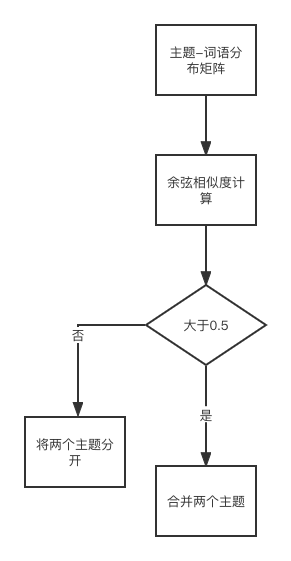 主题–词语分
布矩阵
余弦相似度计
算
大于0.5
否
是
将两个主题分
开
合并两个主题